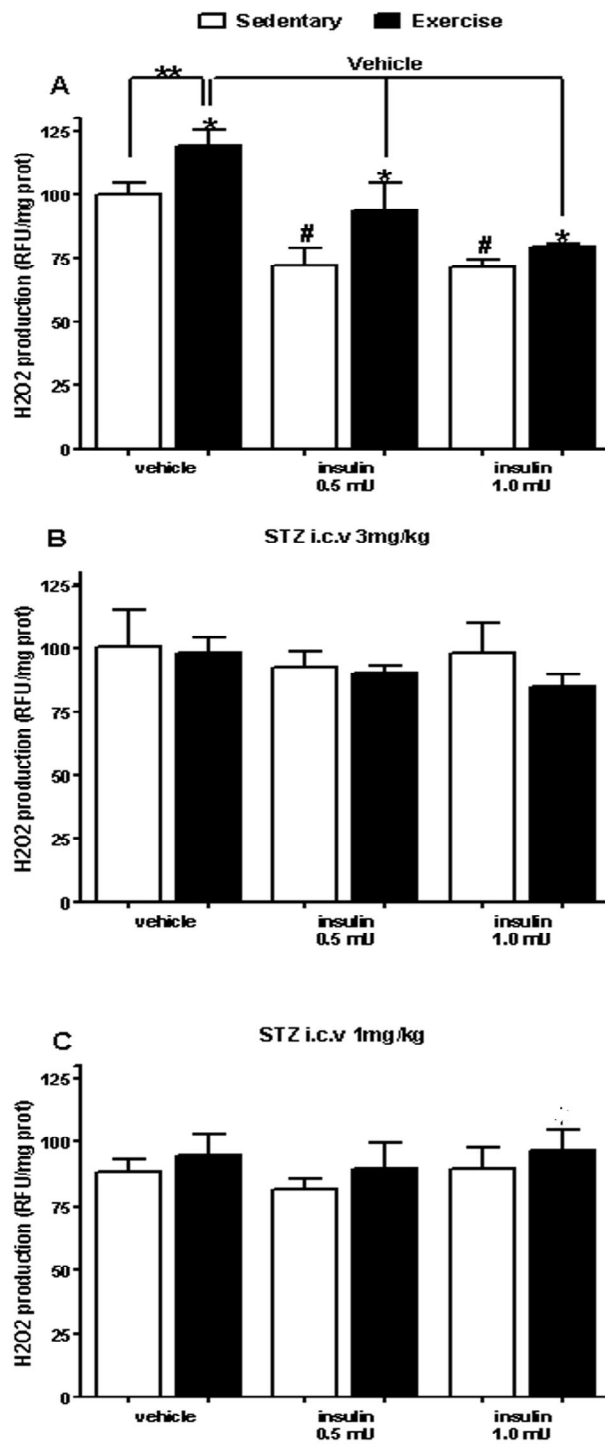 Sedentary Exercise
Vehicle
A
**
*
*
*
#
#
125
100
75
50
25
0
H2O2 production (RFU/mg prot)
vehicle insulin insulin
0.5 mU 1.0 mU
B STZ i.c.v 3mg/kg
125
100
75
50
25
0
H2O2 production (RFU/mg prot)
vehicle insulin insulin
0.5 mU 1.0 mU
C STZ i.c.v 1mg/kg
125
100
75
50
25
0
H2O2 production (RFU/mg prot)
vehicle insulin insulin
0.5 mU 1.0 mU